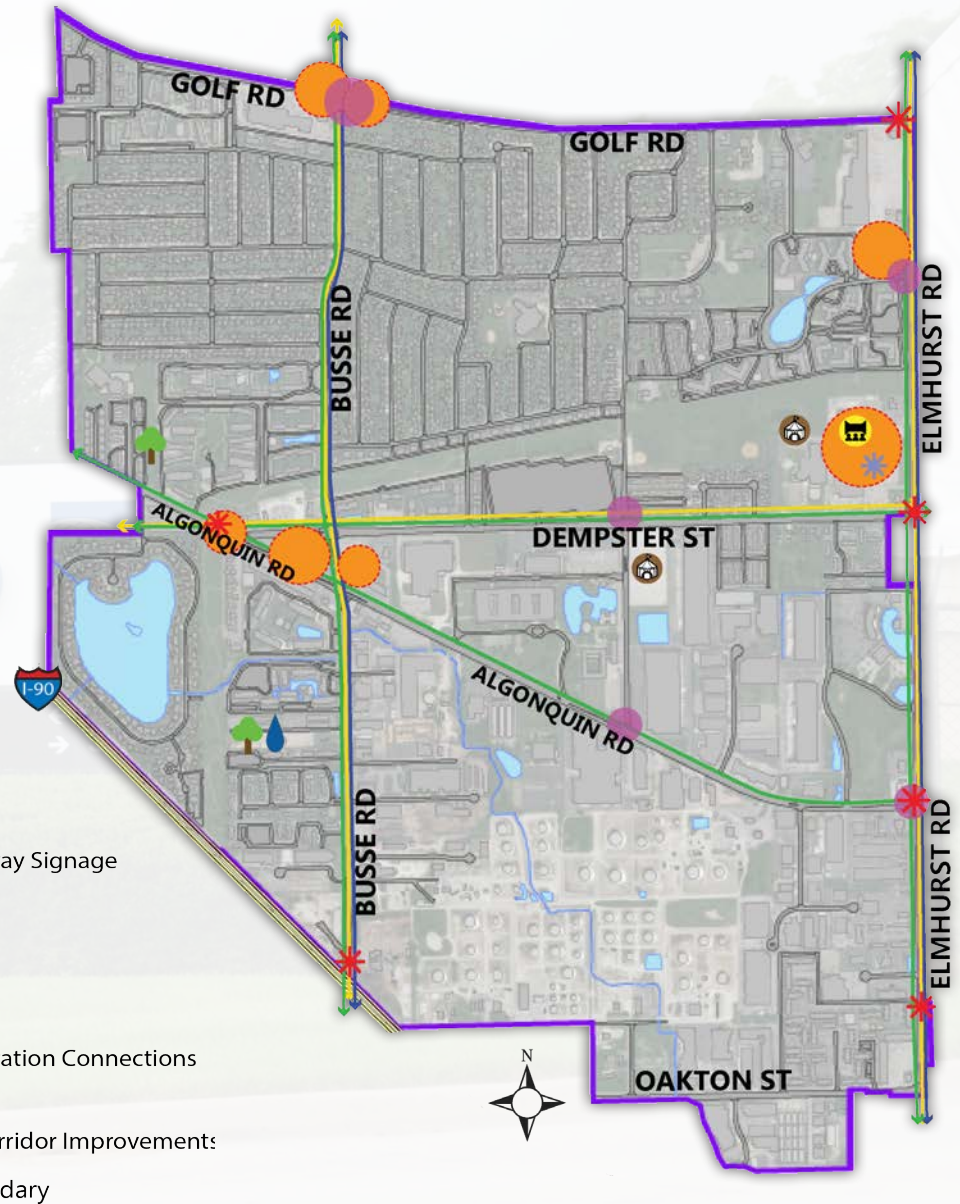 GOLF RD
GOLF RD
BUSSE RD
ELMHURST RD
ALGONQUIN RD
DEMPSTER ST
I-90
ALGONQUIN RD
BUSSE RD
ELMHURST RD
ay Signage
ation Connections
N
OAKTON ST
rridor Improvements
dary